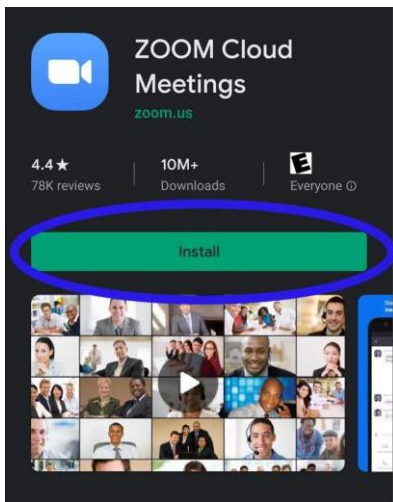 ZOOM Cloud
Meetings
zoom.us
4.4★
78K reviews
10M+
Downloads
E
Everyone
Install